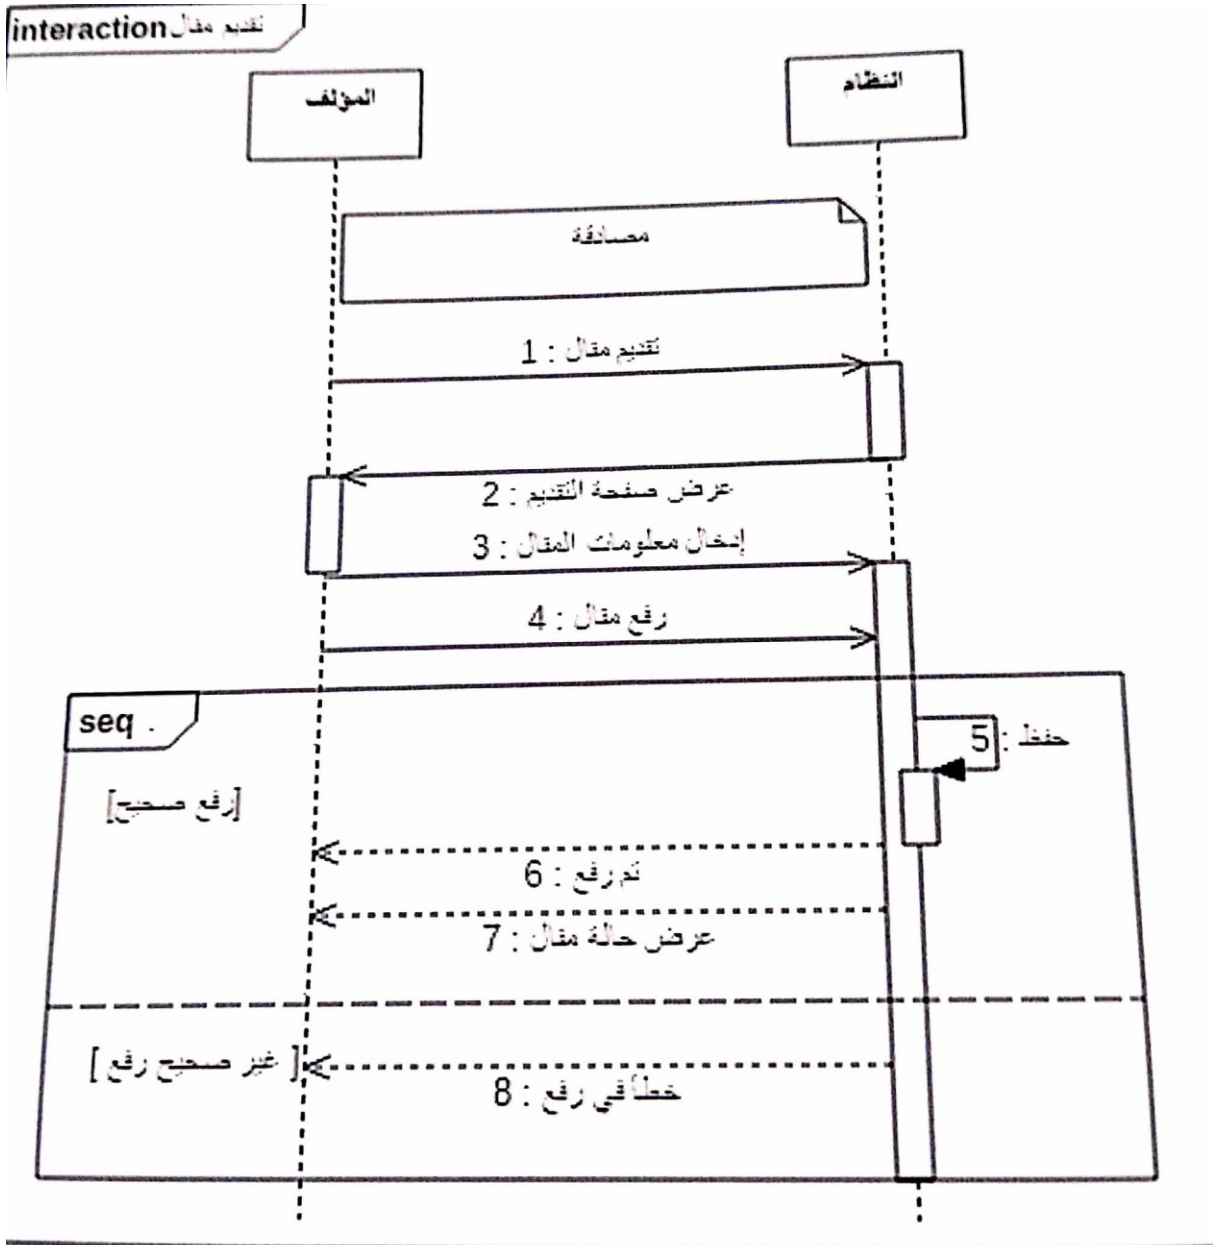 interaction تقديم مقال
المؤلف
النظام
مصادقة
1 : تقديم مقال
2 : عرض صفحة التقديم
3 : إدخال معلومات المقال
4 : رفع مقال
seq .
5 : حفظ
[رفع صحيح]
6 : تم رفع
7 : عرض حالة مقال
[ غير صحيح رفع ]
8 : خطأ في رفع